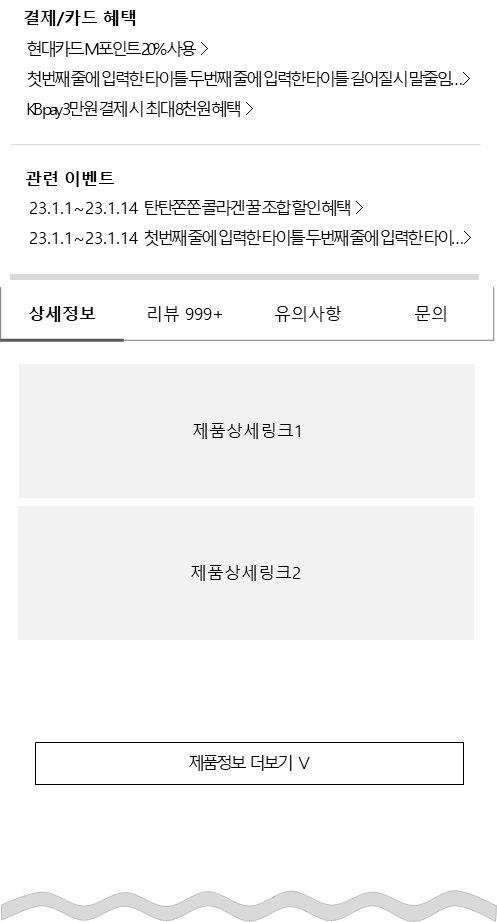 결제/카드 혜택
현대카드 M포인트 20% 사용 >
첫번째 줄에 입력한 타이틀 두번째 줄에 입력한 타이틀 길어질시 말줄임...>
KB pay 3만원 결제 시 최대 8천원 혜택 >
관련 이벤트
23.1.1 ~ 23.1.14 탄탄쫀쫀 콜라겐 꿀조합 할인 혜택 >
23.1.1 ~ 23.1.14 첫번째 줄에 입력한 타이틀 두번째 줄에 입력한 타이...>
상세정보 리뷰 999+ 유의사항 문의
제품상세링크1
제품상세링크2
제품정보 더보기 V